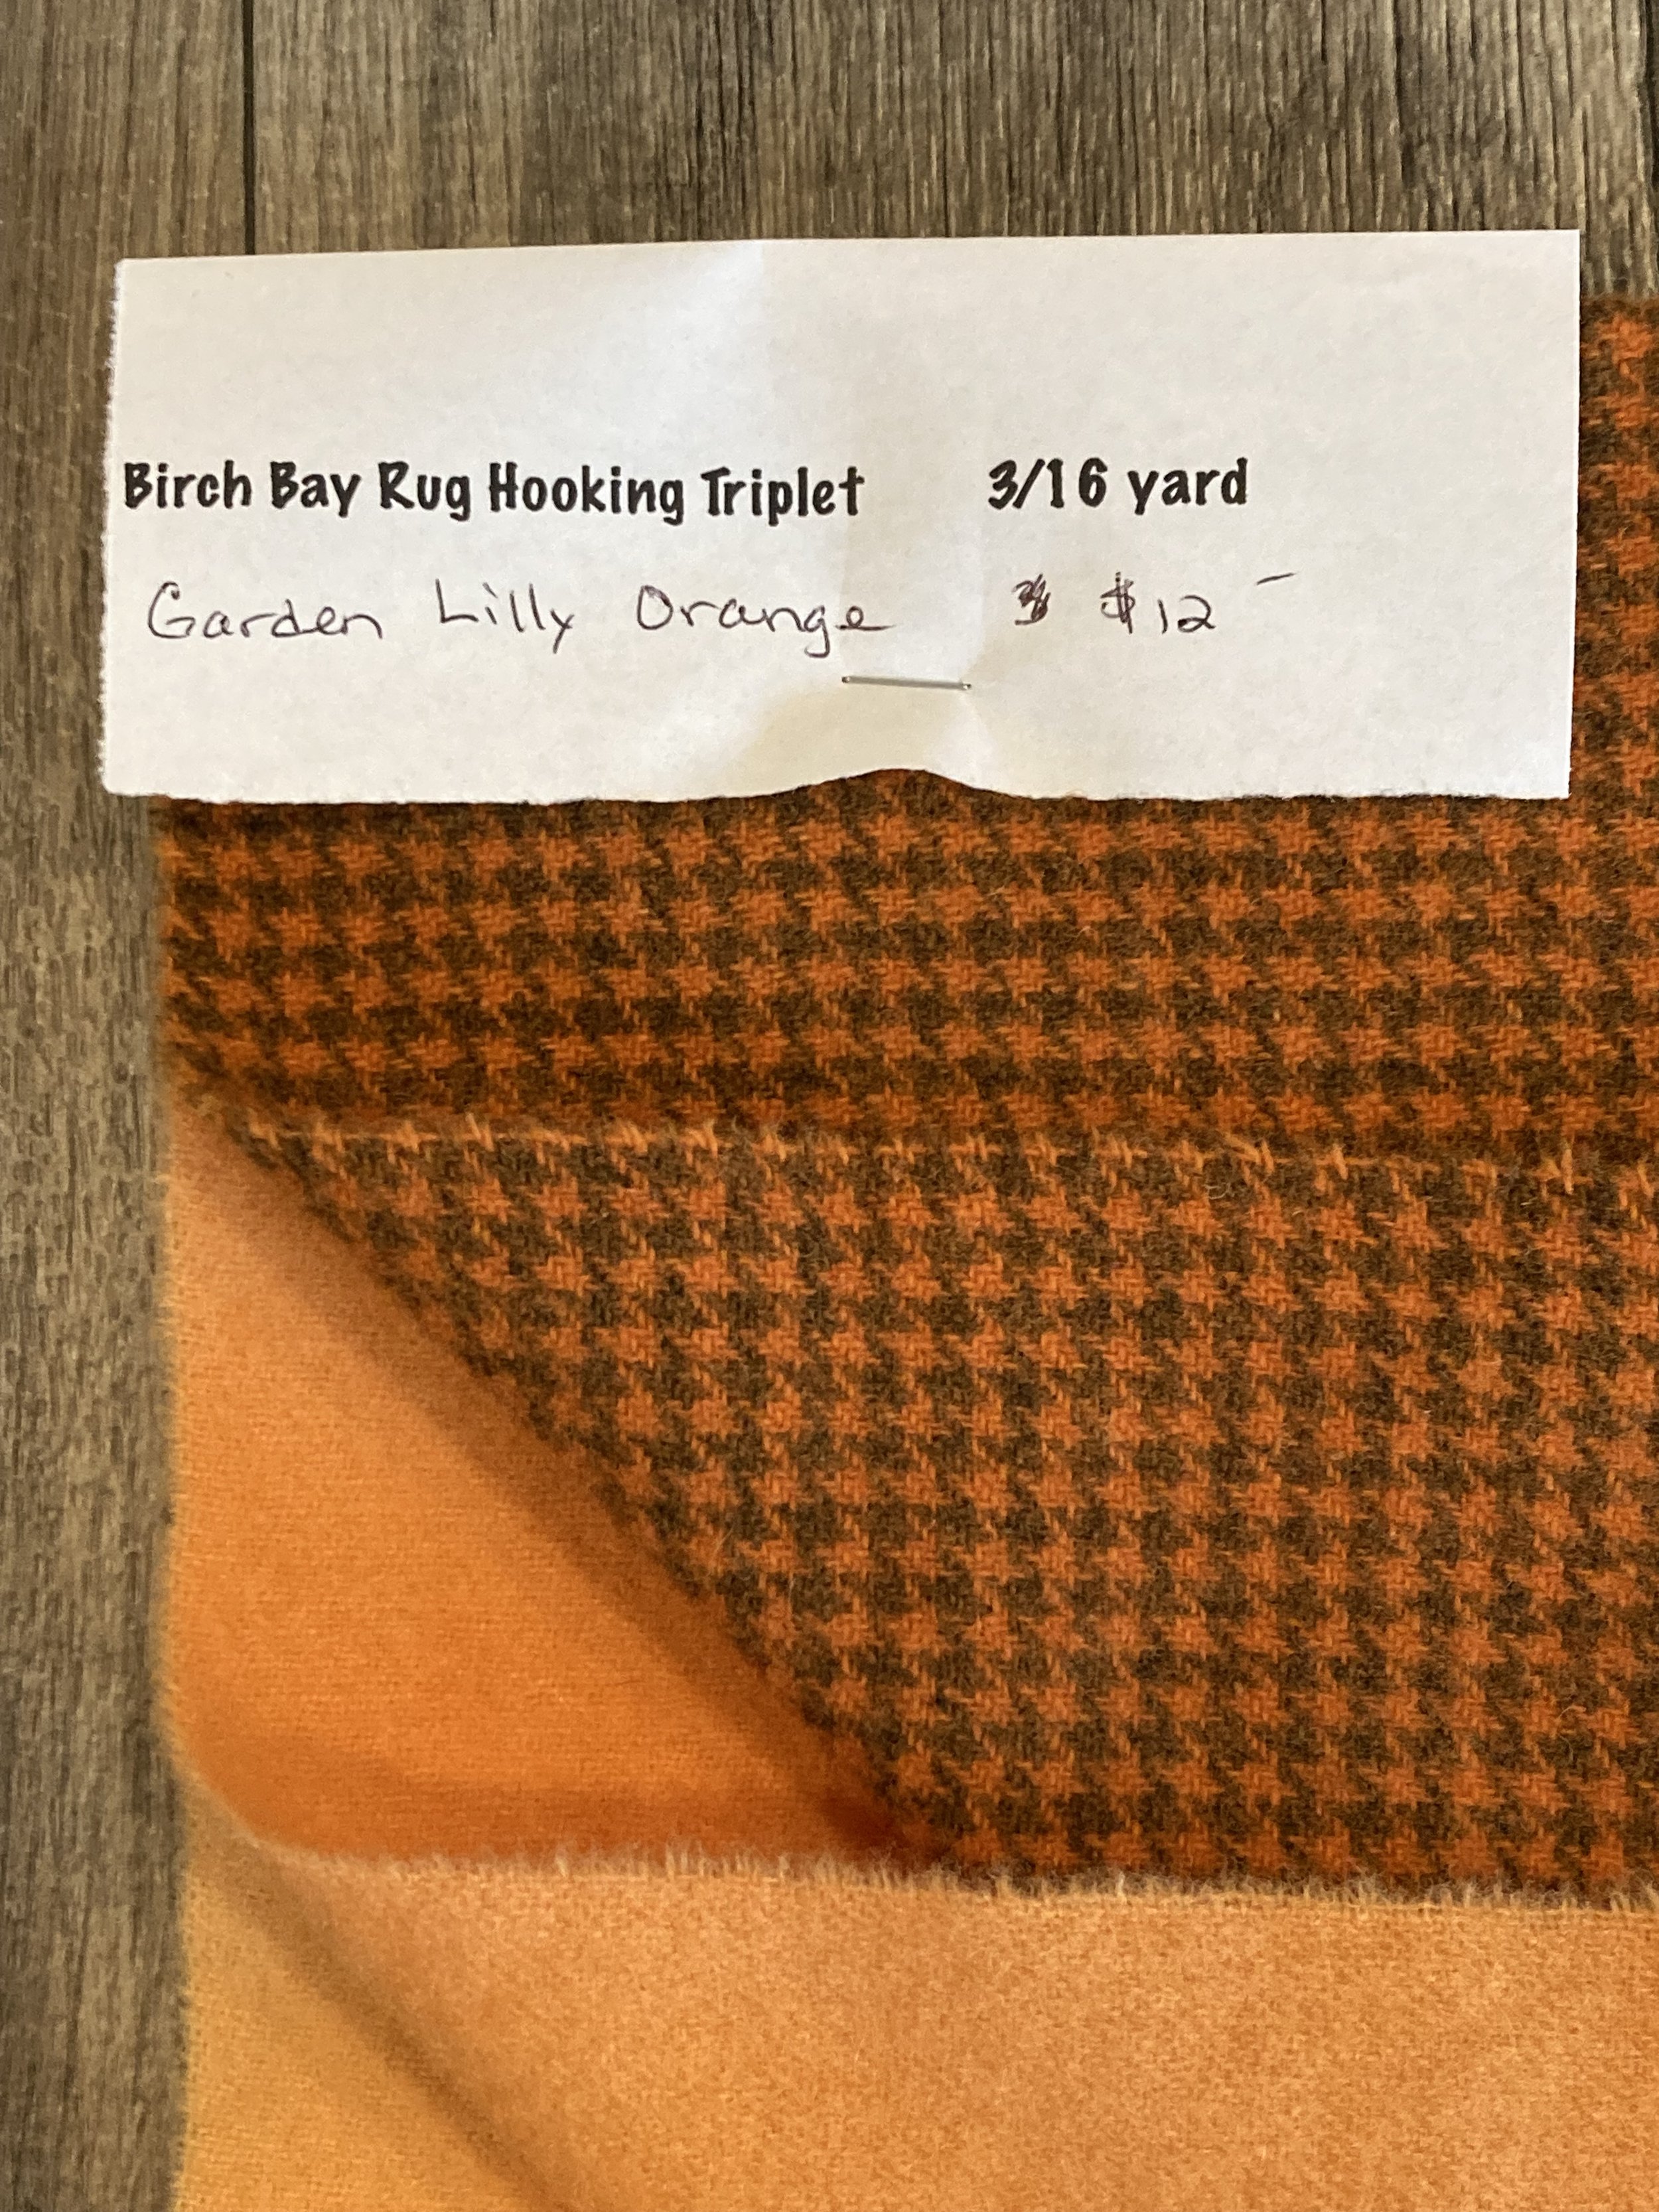 Birch Bay Rug Hooking Triplet 3/16 yard
Garden Lilly Orange $12 -